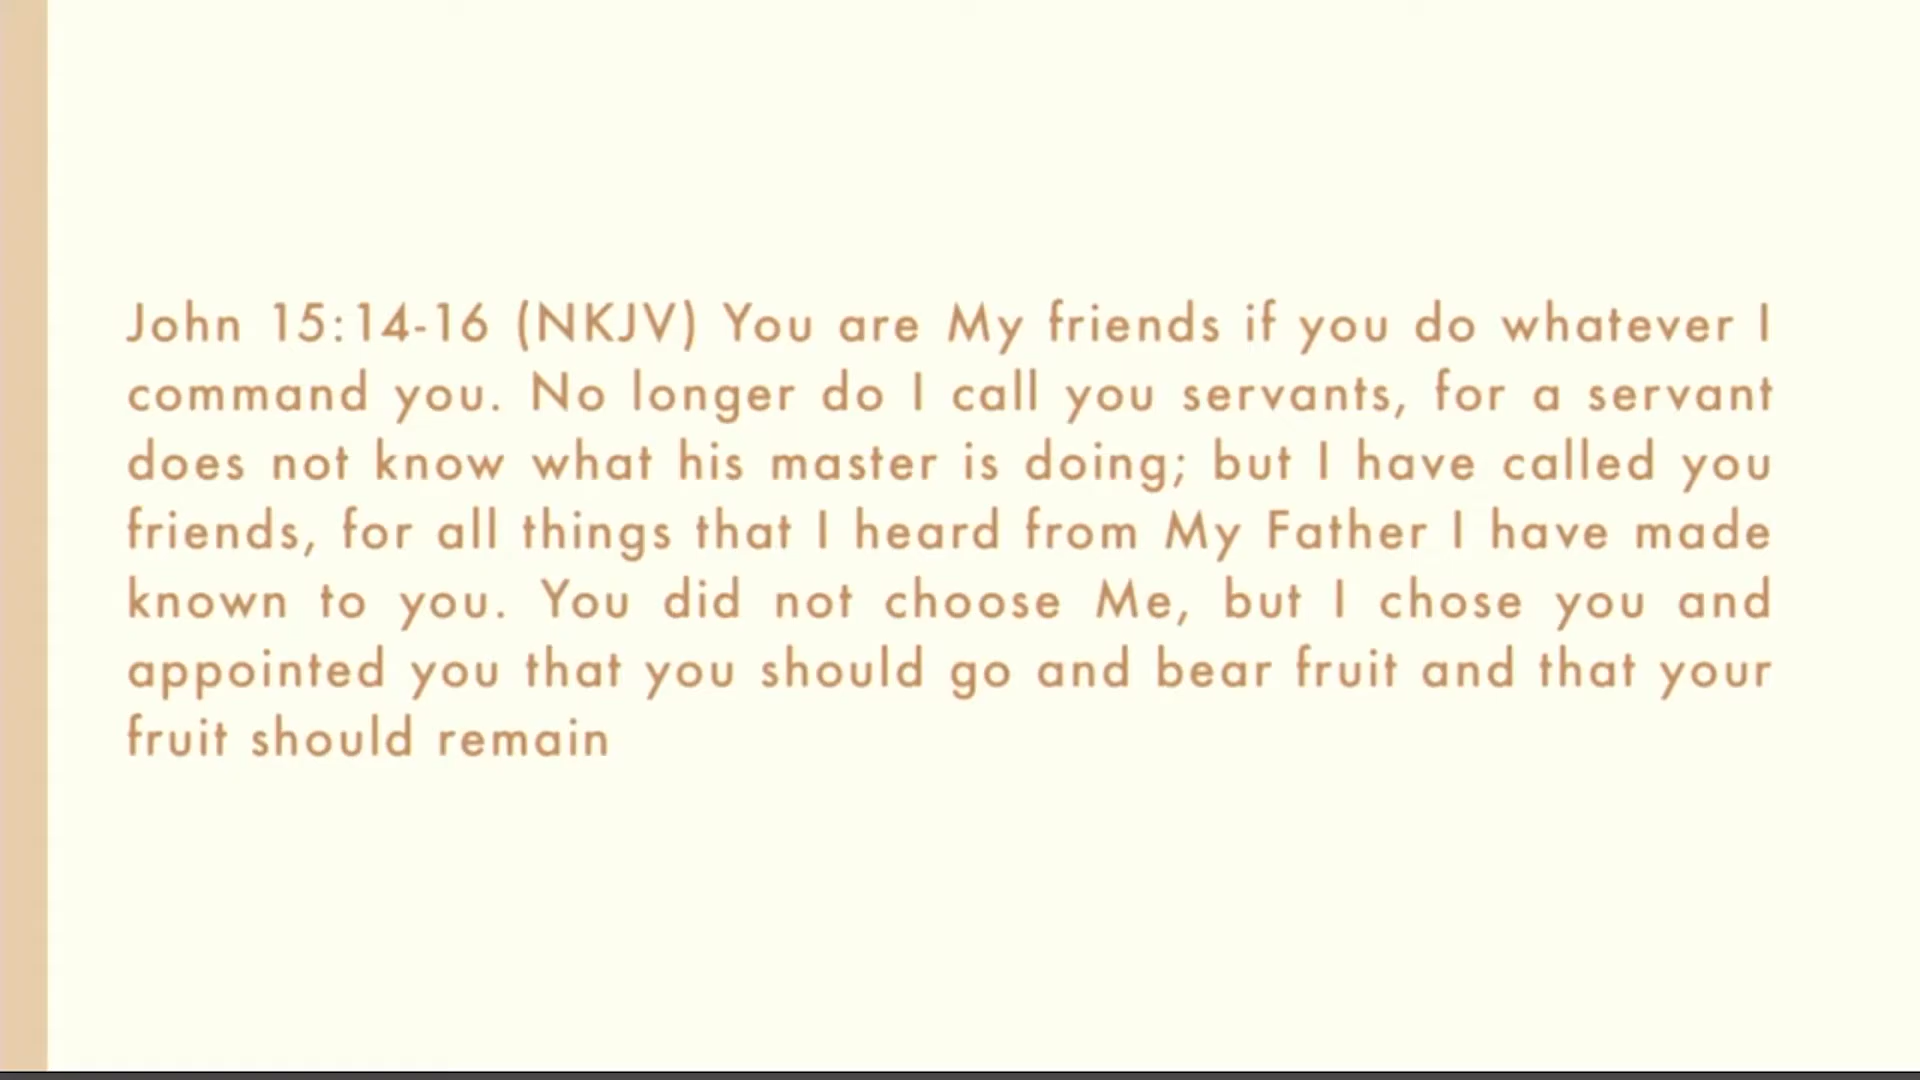 John 15:14-16 (NKJV) You are My friends if you do whatever I
command you. No longer do I call you servants, for a servant
does not know what his master is doing; but I have called you
friends, for all things that I heard from My Father I have made
known to you. You did not choose Me, but I chose you and
appointed you that you should go and bear fruit and that your
fruit should remain